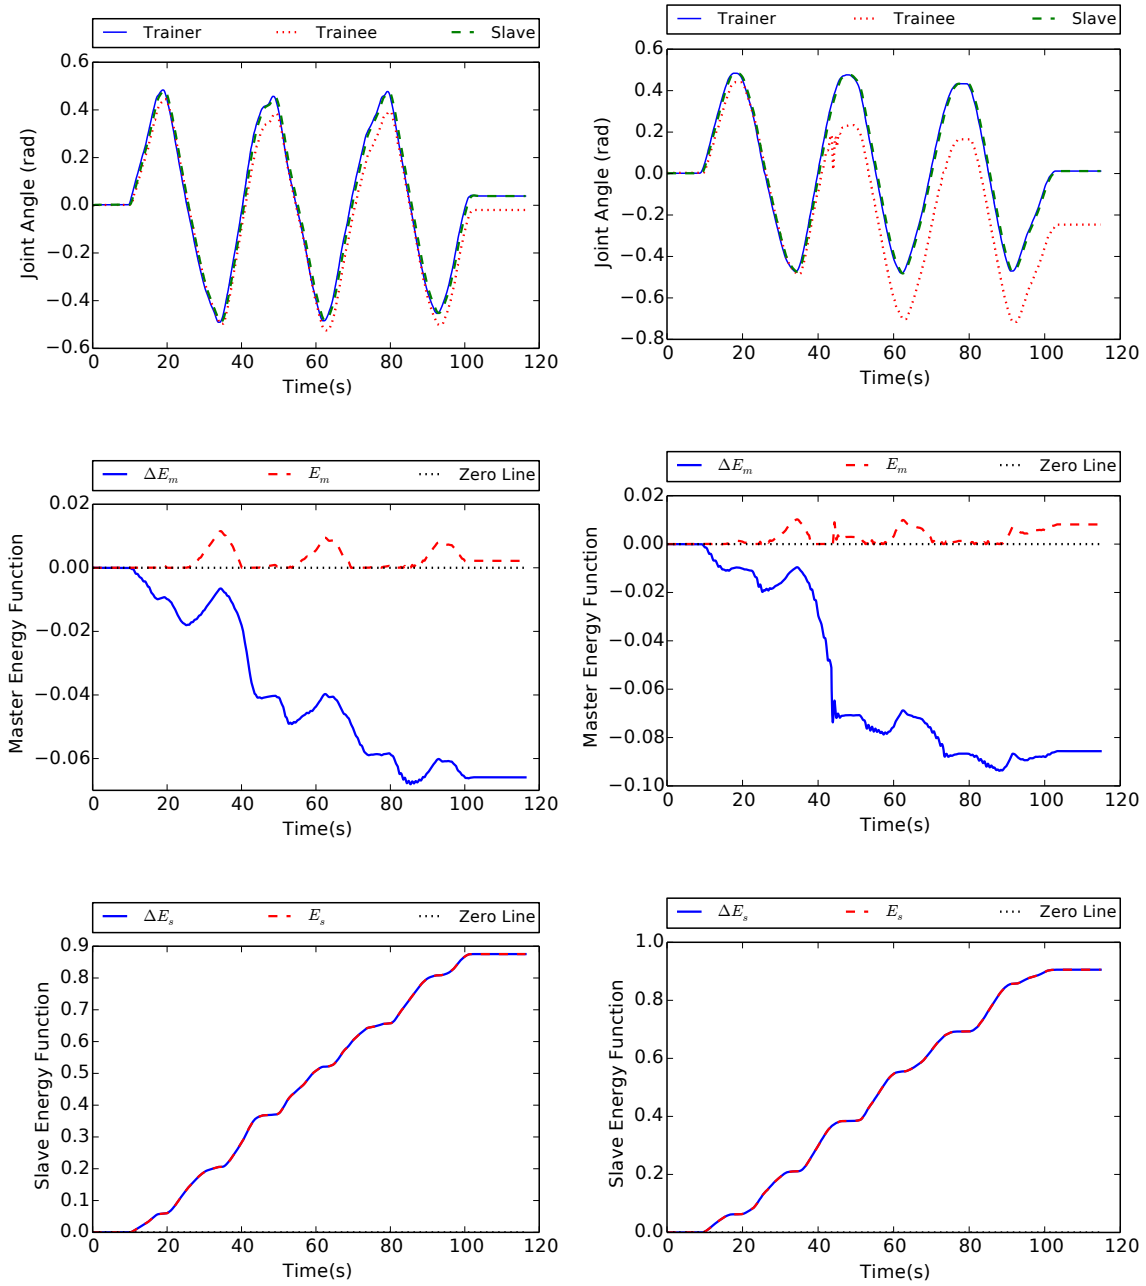 Trainer Trainee Slave
0.6
0.4
0.2
0.0
−0.2
−0.4
−0.6
Joint Angle (rad)
0 20 40 60 80 100 120
Time(s)
Trainer Trainee Slave
0.6
0.4
0.2
0.0
−0.2
−0.4
−0.6
−0.8
Joint Angle (rad)
0 20 40 60 80 100 120
Time(s)
ΔE_m E_m Zero Line
0.02
0.00
−0.02
−0.04
−0.06
Master Energy Function
0 20 40 60 80 100 120
Time(s)
ΔE_m E_m Zero Line
0.02
0.00
−0.02
−0.04
−0.06
−0.08
−0.10
Master Energy Function
0 20 40 60 80 100 120
Time(s)
ΔE_s E_s Zero Line
0.9
0.8
0.7
0.6
0.5
0.4
0.3
0.2
0.1
0.0
Slave Energy Function
0 20 40 60 80 100 120
Time(s)
ΔE_s E_s Zero Line
1.0
0.8
0.6
0.4
0.2
0.0
Slave Energy Function
0 20 40 60 80 100 120
Time(s)